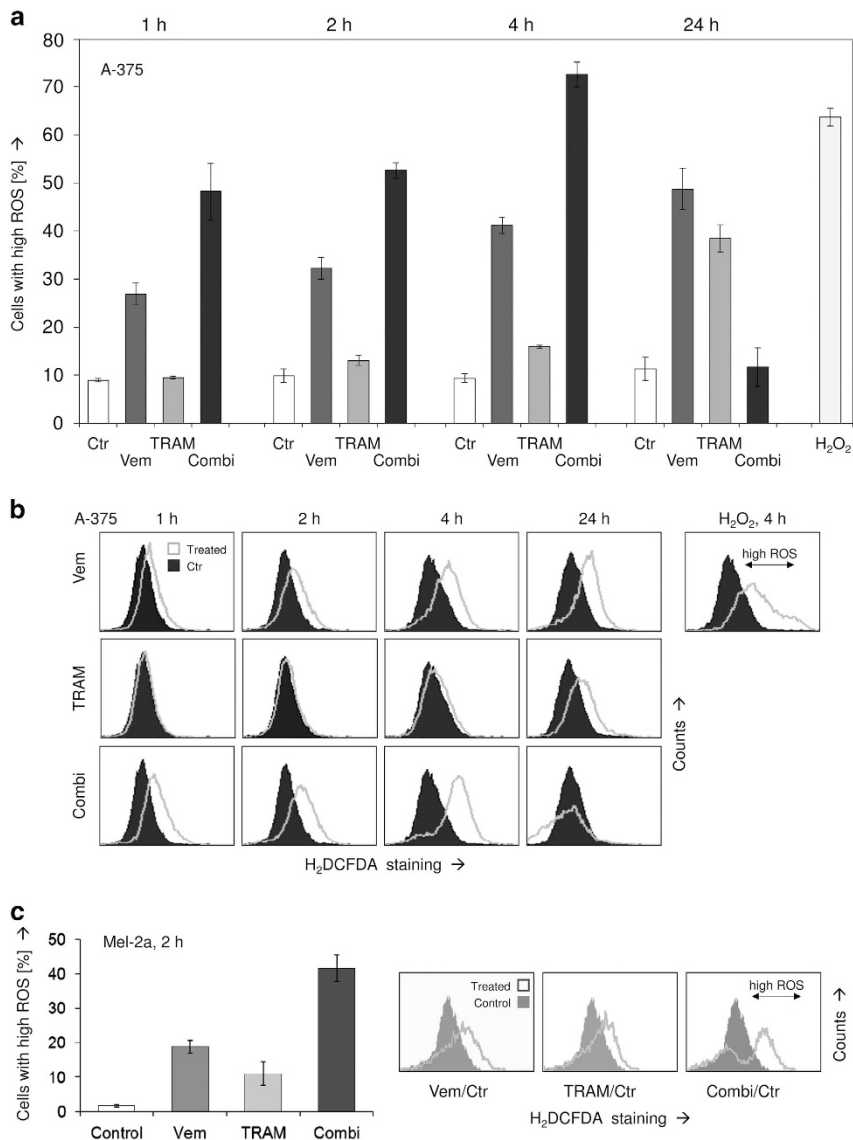 a
1 h 2 h 4 h 24 h
80
70
60
50
40
30
20
10
0
Cells with high ROS [%] →
A-375
Ctr TRAM Ctr TRAM Ctr TRAM Ctr TRAM H₂O₂
Vem Combi Vem Combi Vem Combi Vem Combi
b
A-375 1 h 2 h 4 h 24 h H₂O₂, 4 h
Vem
Treated
Ctr
high ROS
TRAM
Combi
Counts →
H₂DCFDA staining →
c
Mel-2a, 2 h
50
40
30
20
10
0
Cells with high ROS [%] →
Control Vem TRAM Combi
Treated
Control
high ROS
Counts →
Vem/Ctr TRAM/Ctr Combi/Ctr
H₂DCFDA staining →